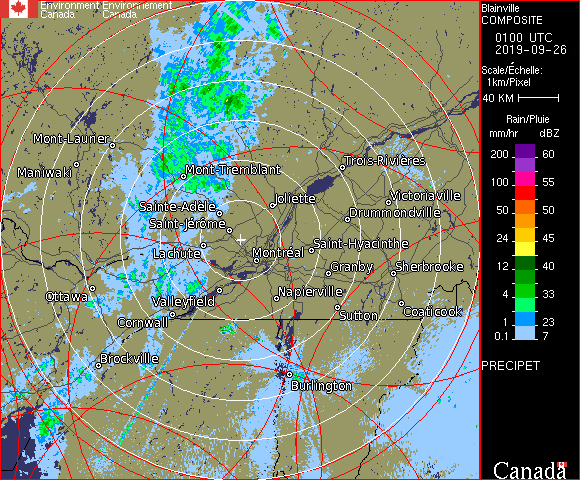 Environment Environnement
Canada Canada
Blainville
COMPOSITE
0100 UTC
2019-09-26
Scale/Échelle:
1km/Pixel
40 KM
Rain/Pluie
mm/hr dBZ
200 60
100 55
50 50
24 45
12 40
4 33
1 23
0.1 7
PRECIPET
Canada
Mont-Laurier
Maniwaki
Mont-Tremblant
Trois-Rivières
Sainte-Adèle
Joliette
Victoriaville
Drummondville
Saint-Jérôme
Lachute
Montréal
Saint-Hyacinthe
Granby
Sherbrooke
Ottawa
Valleyfield
Napierville
Cornwall
Sutton
Coaticook
Brockville
Burlington